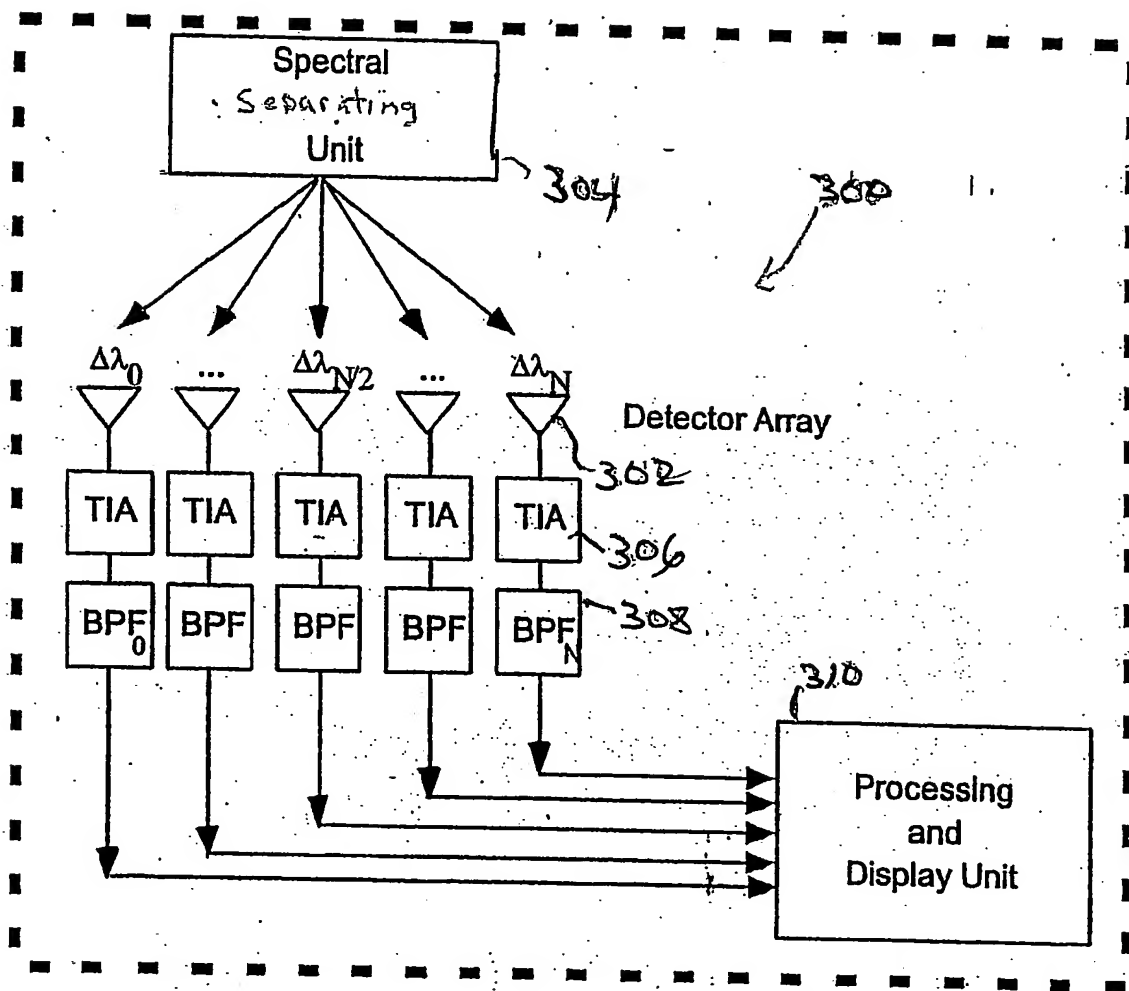 Spectral
Separating
Unit
304
300
Δλ0 ... ΔλN/2 ... ΔλN
Detector Array
302
TIA TIA TIA TIA TIA
306
BPF0 BPF BPF BPF BPFN
308
310
Processing
and
Display Unit